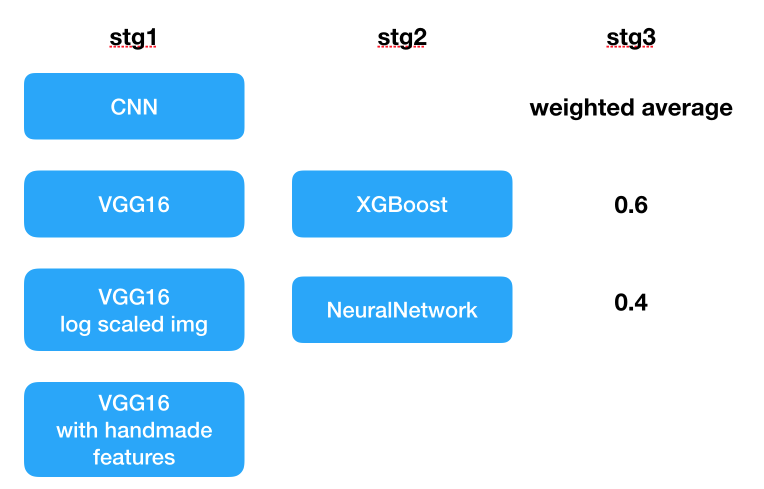 stg1
stg2
stg3
CNN
weighted average
VGG16
XGBoost
0.6
VGG16
log scaled img
NeuralNetwork
0.4
VGG16
with handmade
features